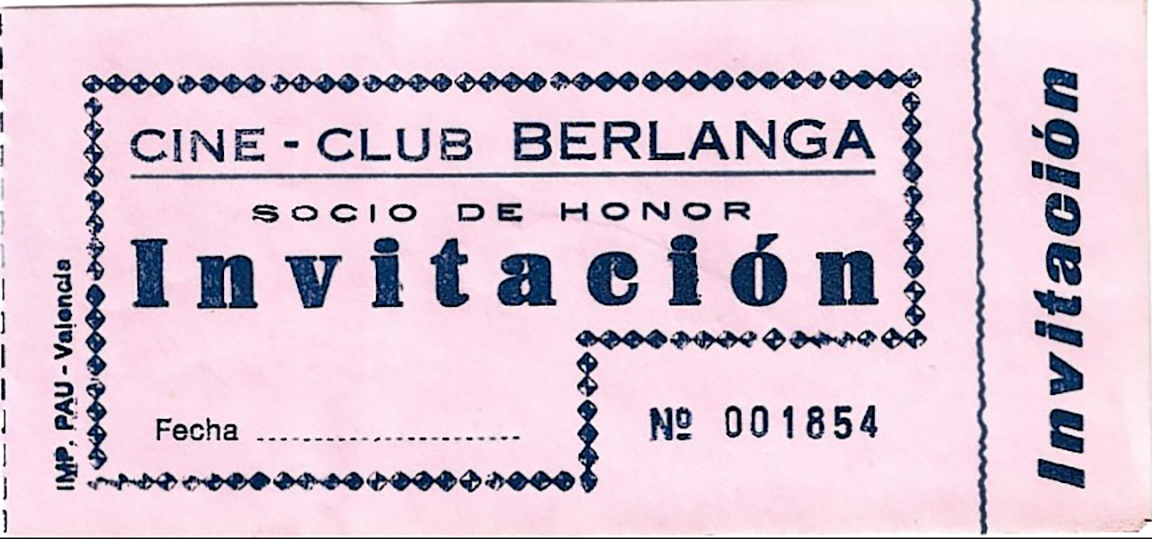 CINE - CLUB BERLANGA
SOCIO DE HONOR
Invitación
Fecha ................................
Nº 001854
IMP. PAU - Valencia
Invitación